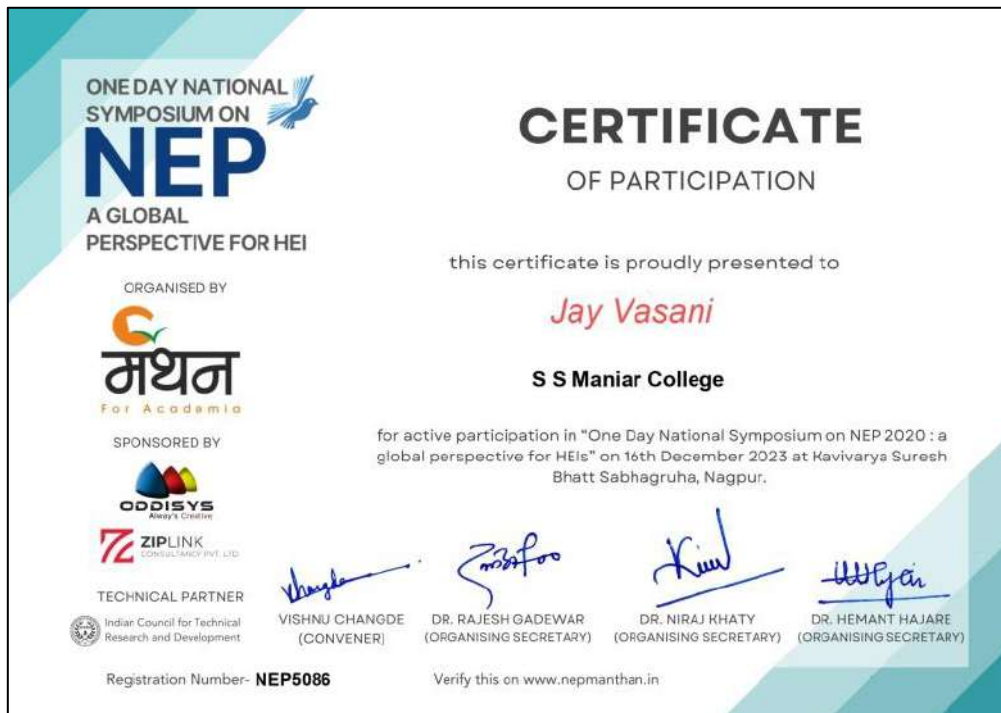 ONE DAY NATIONAL
SYMPOSIUM ON
NEP
A GLOBAL
PERSPECTIVE FOR HEI
ORGANISED BY
मंथन
For Academia
SPONSORED BY
ODDISYS
Alway's Creative
ZIPLINK
CONSULTANCY PVT. LTD.
TECHNICAL PARTNER
Indian Council for Technical
Research and Development
CERTIFICATE
OF PARTICIPATION
this certificate is proudly presented to
Jay Vasani
S S Maniar College
for active participation in "One Day National Symposium on NEP 2020 : a
global perspective for HEIs" on 16th December 2023 at Kavivarya Suresh
Bhatt Sabhagruha, Nagpur.
VISHNU CHANGDE
(CONVENER)
DR. RAJESH GADEWAR
(ORGANISING SECRETARY)
DR. NIRAJ KHATY
(ORGANISING SECRETARY)
DR. HEMANT HAJARE
(ORGANISING SECRETARY)
Registration Number- NEP5086
Verify this on www.nepmanthan.in